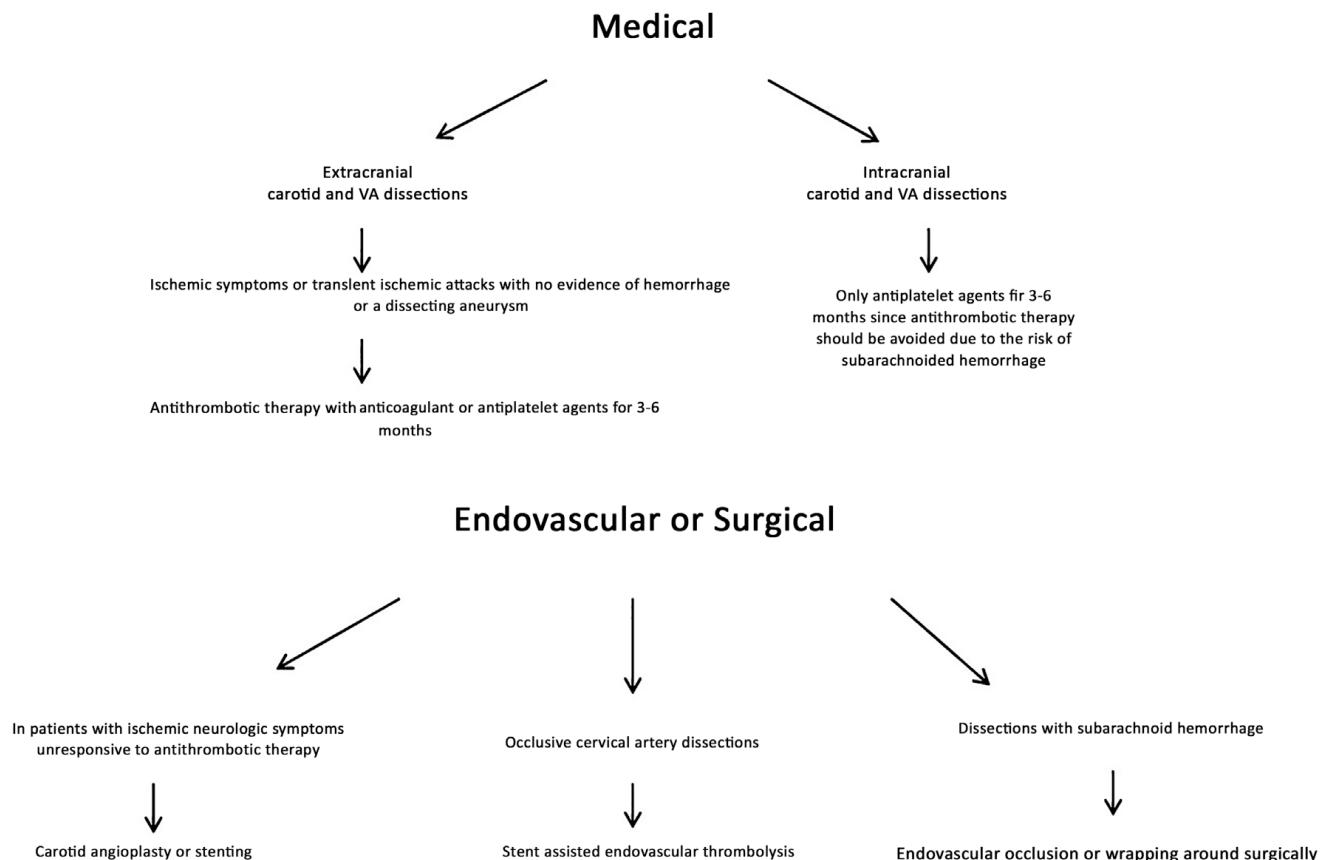 Medical
Extracranial
carotid and VA dissections
Ischemic symptoms or translent ischemic attacks with no evidence of hemorrhage
or a dissecting aneurysm
Antithrombotic therapy with anticoagulant or antiplatelet agents for 3-6
months
Intracranial
carotid and VA dissections
Only antiplatelet agents fir 3-6
months since antithrombotic therapy
should be avoided due to the risk of
subarachnoided hemorrhage
Endovascular or Surgical
In patients with ischemic neurologic symptoms
unresponsive to antithrombotic therapy
Carotid angioplasty or stenting
Occlusive cervical artery dissections
Stent assisted endovascular thrombolysis
Dissections with subarachnoid hemorrhage
Endovascular occlusion or wrapping around surgically